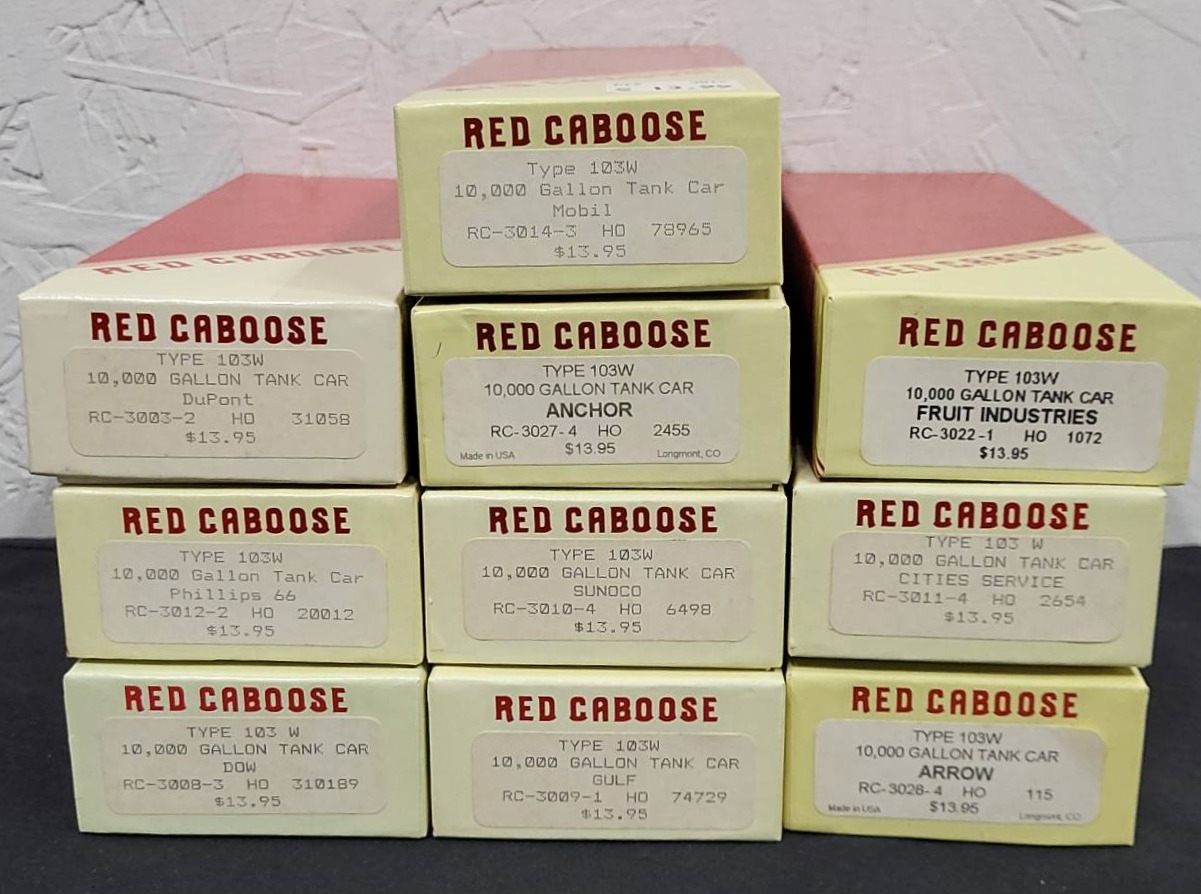 RED CABOOSE
Type 103W
10,000 Gallon Tank Car
Mobil
RC-3014-3 HO 78965
$13.95
RED CABOOSE
RED CABOOSE
TYPE 103W
10,000 GALLON TANK CAR
DuPont
RC-3003-2 HO 31058
$13.95
RED CABOOSE
TYPE 103W
10,000 GALLON TANK CAR
ANCHOR
RC-3027-4 HO 2455
Made in USA $13.95 Longmont, CO
RED CABOOSE
RED CABOOSE
TYPE 103W
10,000 GALLON TANK CAR
FRUIT INDUSTRIES
RC-3022-1 HO 1072
$13.95
RED CABOOSE
TYPE 103W
10,000 Gallon Tank Car
Phillips 66
RC-3012-2 HO 20012
$13.95
RED CABOOSE
TYPE 103W
10,000 GALLON TANK CAR
SUNOCO
RC-3010-4 HO 6498
$13.95
RED CABOOSE
TYPE 103 W
10,000 GALLON TANK CAR
CITIES SERVICE
RC-3011-4 HO 2654
$13.95
RED CABOOSE
TYPE 103 W
10,000 GALLON TANK CAR
DOW
RC-3008-3 HO 310189
$13.95
RED CABOOSE
TYPE 103W
10,000 GALLON TANK CAR
GULF
RC-3009-1 HO 74729
$13.95
RED CABOOSE
TYPE 103W
10,000 GALLON TANK CAR
ARROW
RC-3028-4 HO 115
Made in USA $13.95 Longmont, CO